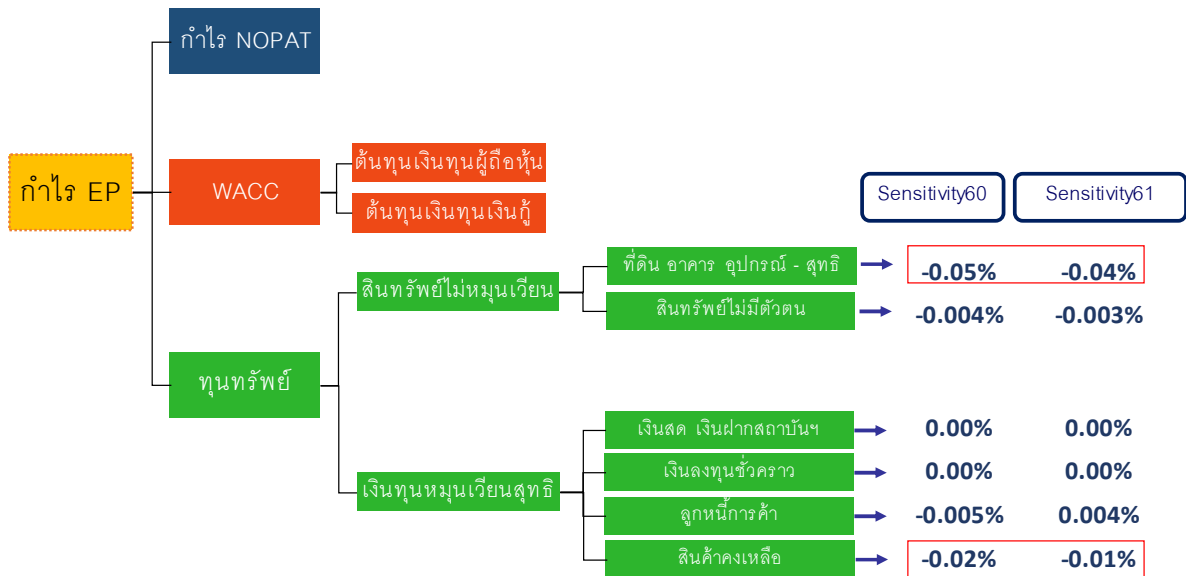 กำไร NOPAT
กำไร EP
WACC
ต้นทุนเงินทุนผู้ถือหุ้น
ต้นทุนเงินทุนเงินกู้
Sensitivity60 Sensitivity61
ทุนทรัพย์
สินทรัพย์ไม่หมุนเวียน
ที่ดิน อาคาร อุปกรณ์ - สุทธิ -0.05% -0.04%
สินทรัพย์ไม่มีตัวตน -0.004% -0.003%
เงินทุนหมุนเวียนสุทธิ
เงินสด เงินฝากสถาบันฯ 0.00% 0.00%
เงินลงทุนชั่วคราว 0.00% 0.00%
ลูกหนี้การค้า -0.005% 0.004%
สินค้าคงเหลือ -0.02% -0.01%